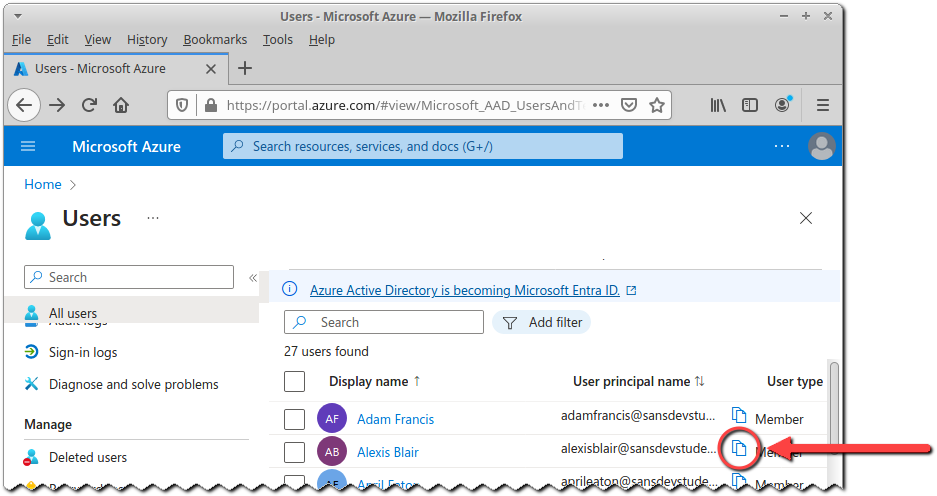 Users - Microsoft Azure — Mozilla Firefox
File Edit View History Bookmarks Tools Help
Users - Microsoft Azure
https://portal.azure.com/#view/Microsoft_AAD_UsersAndTe
Microsoft Azure
Search resources, services, and docs (G+/)
Home
Users
Search
All users
Audit logs
Sign-in logs
Diagnose and solve problems
Manage
Deleted users
Azure Active Directory is becoming Microsoft Entra ID.
Search
Add filter
27 users found
Display name User principal name User type
AF Adam Francis adamfrancis@sansdevstu... Member
AB Alexis Blair alexisblair@sansdevstude... Member
AE April Eaton aprileaton@sansdevstude